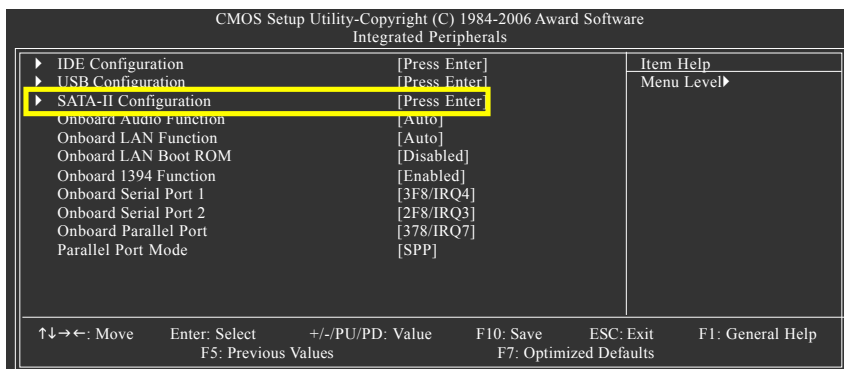 CMOS Setup Utility-Copyright (C) 1984-2006 Award Software
Integrated Peripherals
IDE Configuration [Press Enter] Item Help
USB Configuration [Press Enter] Menu Level
SATA-II Configuration [Press Enter]
Onboard Audio Function [Auto]
Onboard LAN Function [Auto]
Onboard LAN Boot ROM [Disabled]
Onboard 1394 Function [Enabled]
Onboard Serial Port 1 [3F8/IRQ4]
Onboard Serial Port 2 [2F8/IRQ3]
Onboard Parallel Port [378/IRQ7]
Parallel Port Mode [SPP]
↑↓→←: Move Enter: Select +/-/PU/PD: Value F10: Save ESC: Exit F1: General Help
F5: Previous Values F7: Optimized Defaults